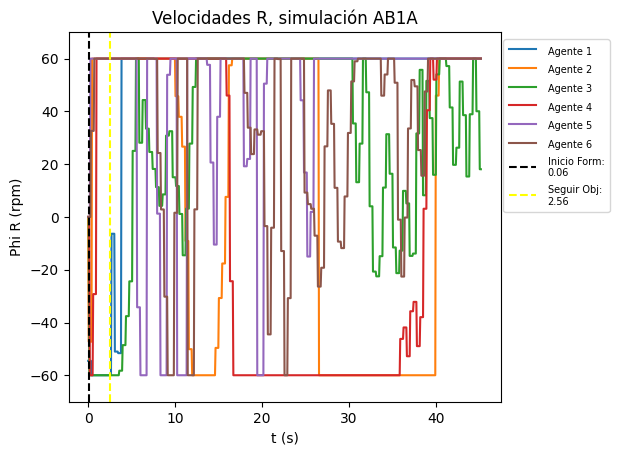 Velocidades R, simulación AB1A
Phi R (rpm)
60
40
20
0
−20
−40
−60
0
10
20
30
40
t (s)
Agente 1
Agente 2
Agente 3
Agente 4
Agente 5
Agente 6
Inicio Form:
0.06
Seguir Obj:
2.56